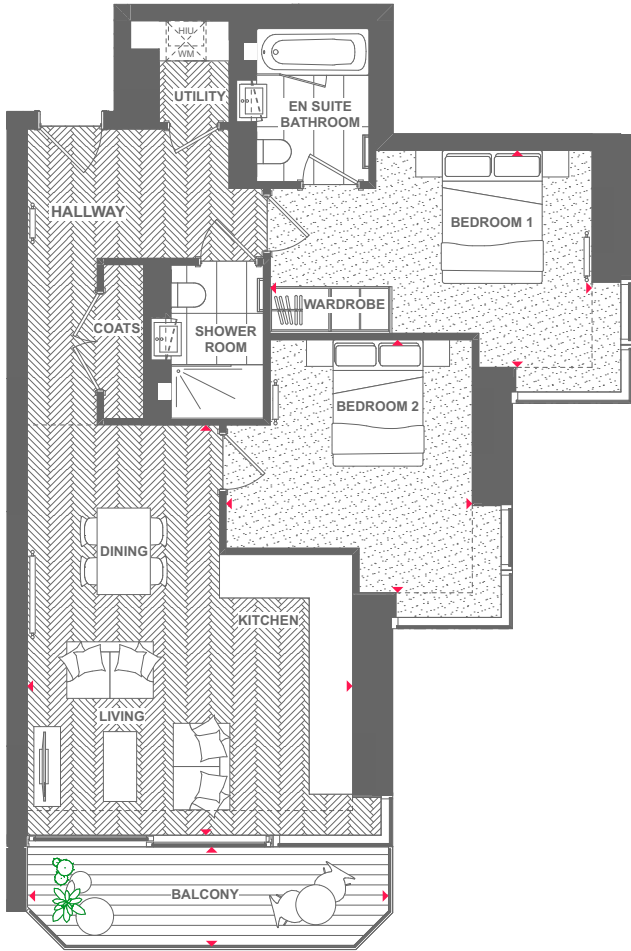 HIU
WM
UTILITY
EN SUITE
BATHROOM
HALLWAY
BEDROOM 1
WARDROBE
COATS
SHOWER
ROOM
BEDROOM 2
DINING
KITCHEN
LIVING
BALCONY